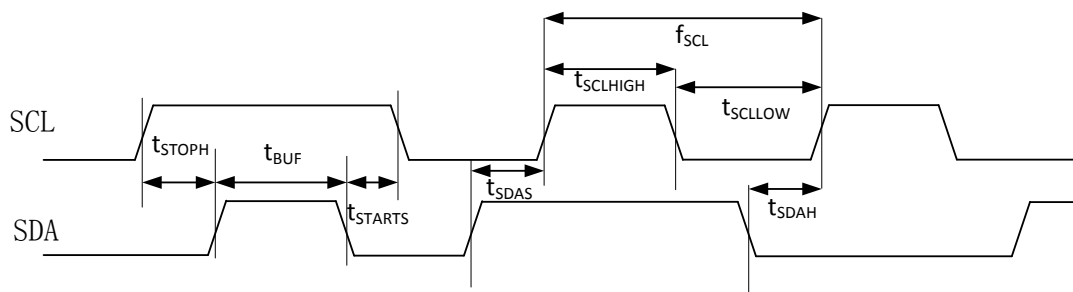 fSCL
tSCLHIGH
SCL
tSCLLOW
tSTOPH
tBUF
tSDAS
tSTARTS
tSDAH
SDA